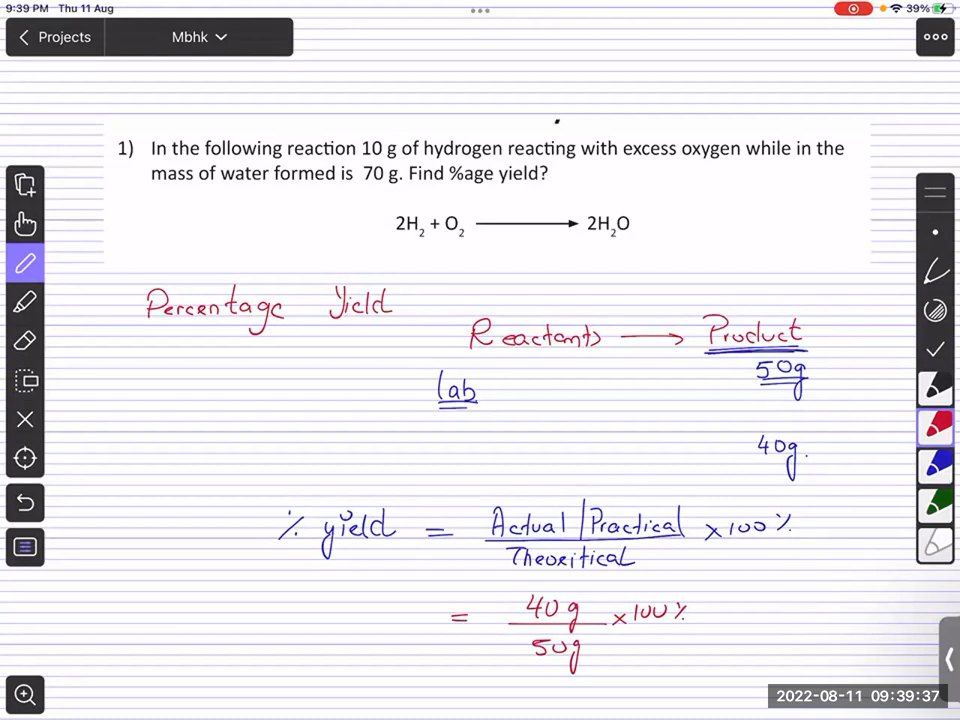 9:39 PM Thu 11 Aug
39%
Projects
Mbhk
1) In the following reaction 10 g of hydrogen reacting with excess oxygen while in the
mass of water formed is 70 g. Find %age yield?
2H₂ + O₂ ⟶ 2H₂O
Percentage Yield
Reactants ⟶ Product
50g
lab
40g.
% yield = Actual/Practical / Theoritical × 100 %
= 40g / 50g × 100 %
2022-08-11 09:39:37